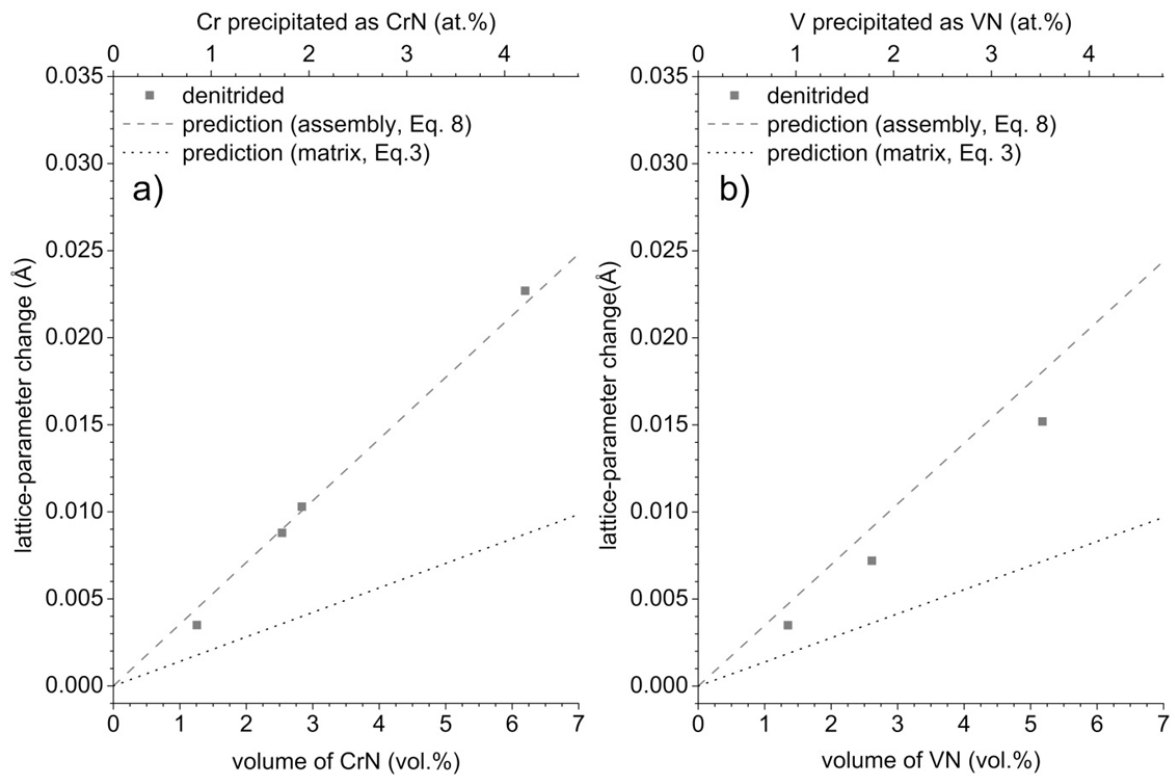 Cr precipitated as CrN (at.%)
0 1 2 3 4
0.035
denitrided
prediction (assembly, Eq. 8)
prediction (matrix, Eq.3)
0.030
a)
0.025
0.020
0.015
0.010
0.005
0.000
lattice-parameter change (Å)
0 1 2 3 4 5 6 7
volume of CrN (vol.%)
V precipitated as VN (at.%)
0 1 2 3 4
0.035
denitrided
prediction (assembly, Eq. 8)
prediction (matrix, Eq. 3)
0.030
b)
0.025
0.020
0.015
0.010
0.005
0.000
lattice-parameter change(Å)
0 1 2 3 4 5 6 7
volume of VN (vol.%)